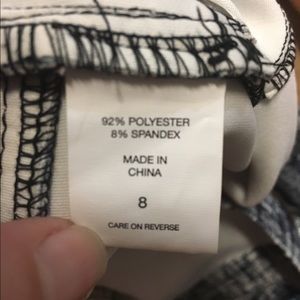 92% POLYESTER
8% SPANDEX
MADE IN
CHINA
8
CARE ON REVERSE